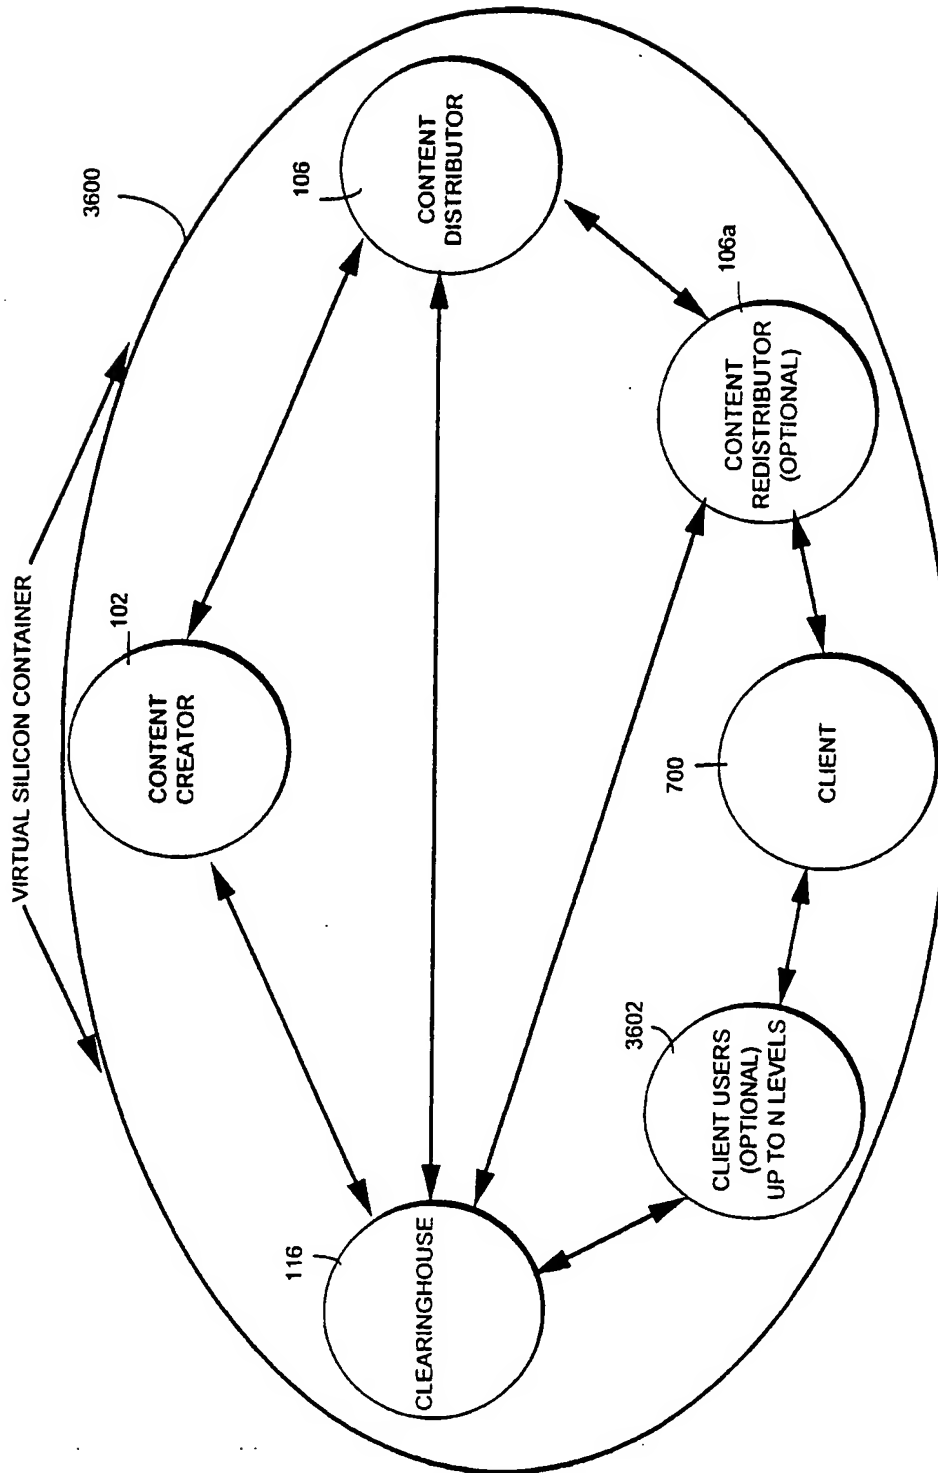 VIRTUAL SILICON CONTAINER
3600
102
CONTENT
CREATOR
106
CONTENT
DISTRIBUTOR
116
CLEARINGHOUSE
106a
CONTENT
REDISTRIBUTOR
(OPTIONAL)
3602
CLIENT USERS
(OPTIONAL)
UP TO N LEVELS
700
CLIENT